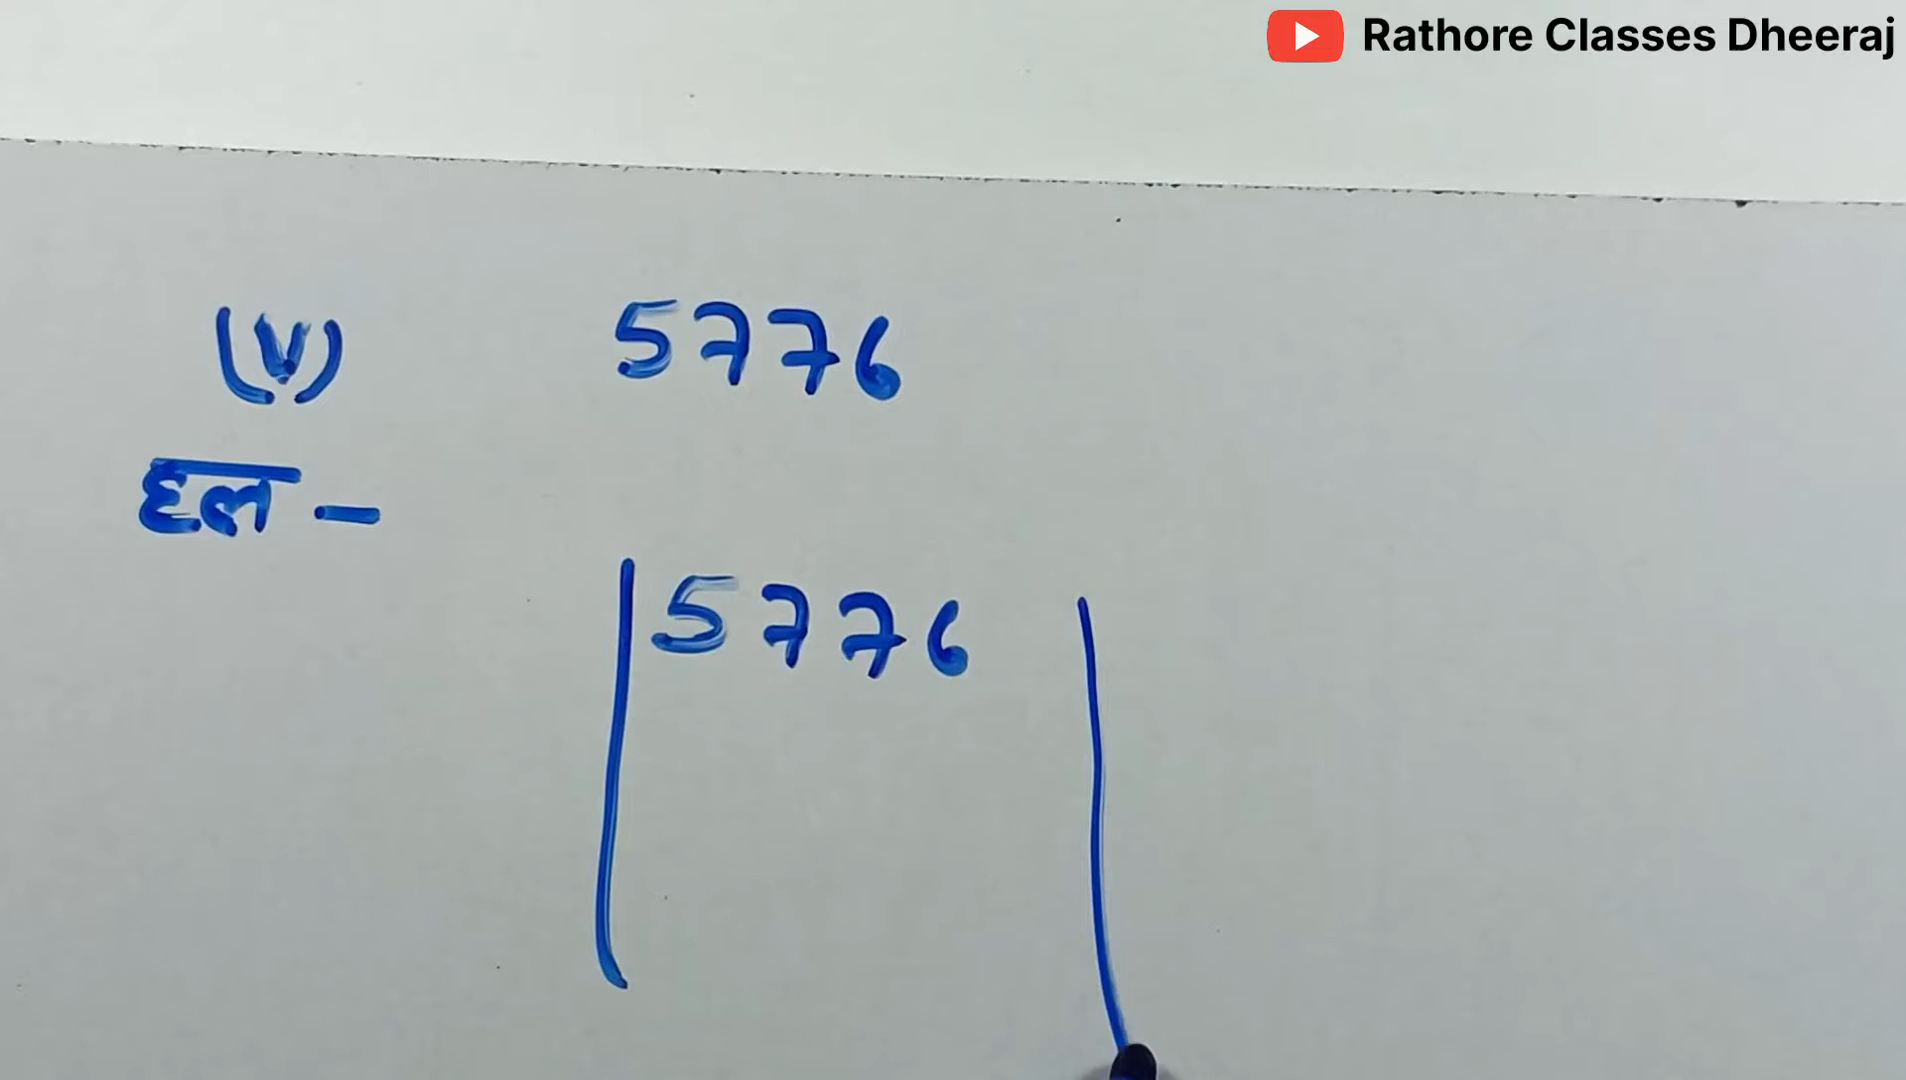 Rathore Classes Dheeraj
(v) 5776
हल -
5776